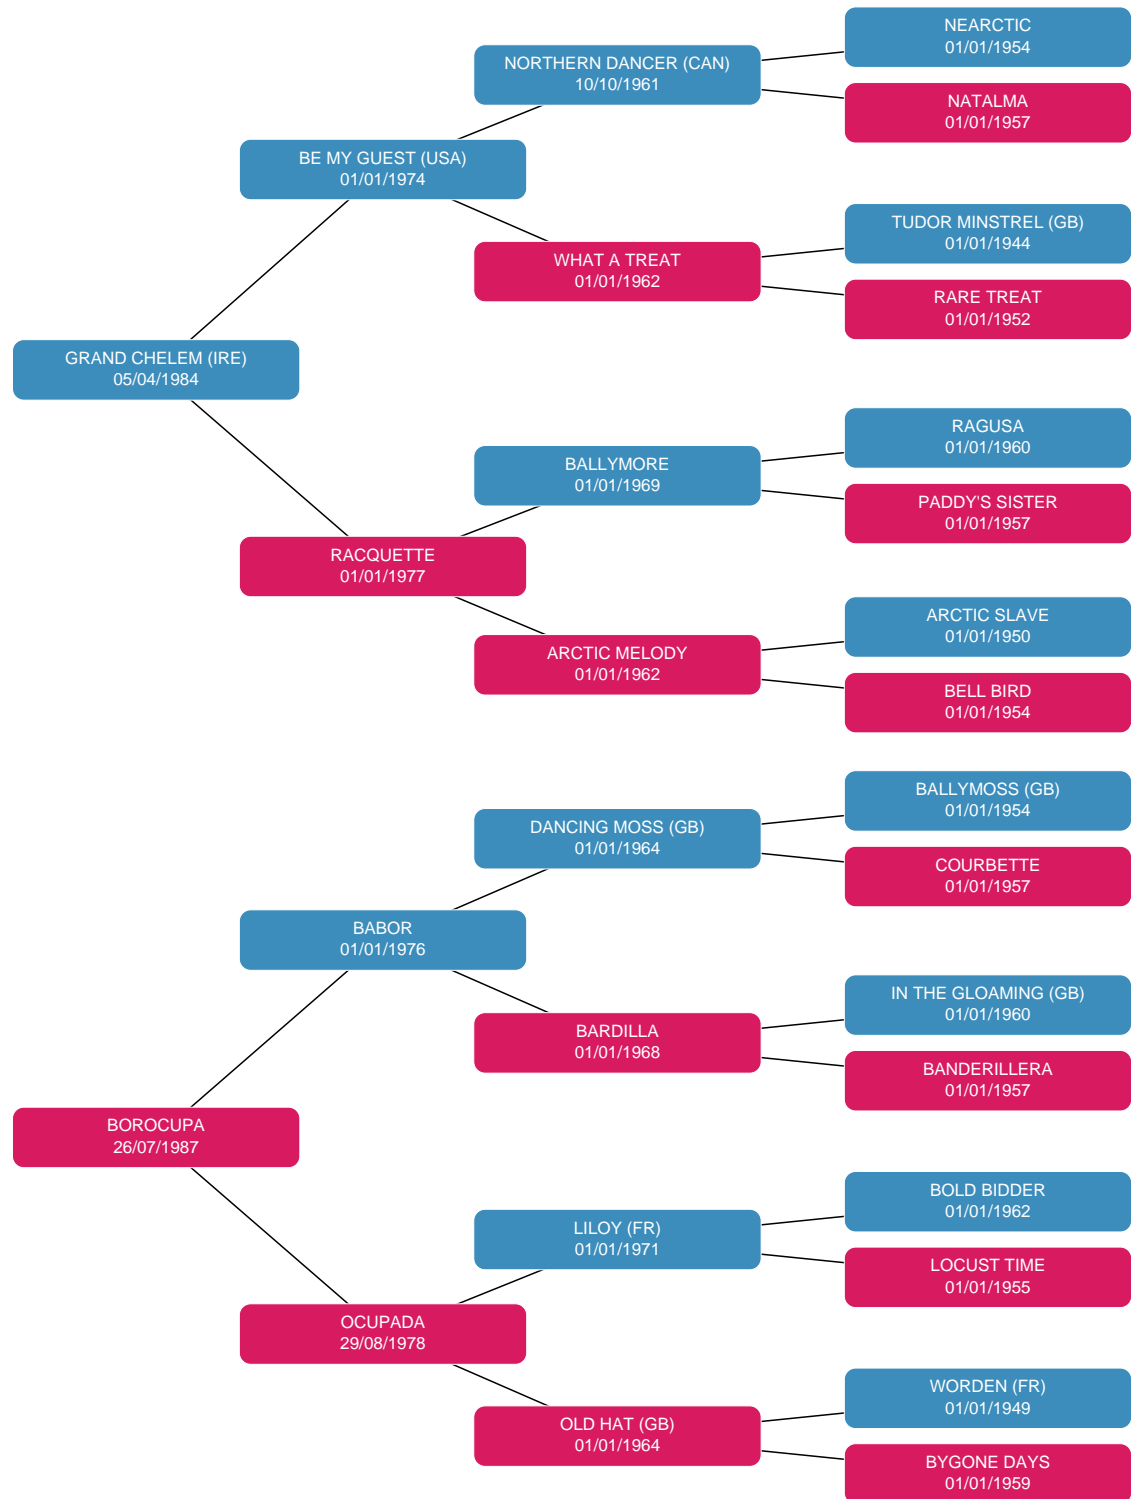 NEARCTIC
01/01/1954
NORTHERN DANCER (CAN)
10/10/1961
NATALMA
01/01/1957
BE MY GUEST (USA)
01/01/1974
TUDOR MINSTREL (GB)
01/01/1944
WHAT A TREAT
01/01/1962
RARE TREAT
01/01/1952
GRAND CHELEM (IRE)
05/04/1984
RAGUSA
01/01/1960
BALLYMORE
01/01/1969
PADDY'S SISTER
01/01/1957
RACQUETTE
01/01/1977
ARCTIC SLAVE
01/01/1950
ARCTIC MELODY
01/01/1962
BELL BIRD
01/01/1954
BALLYMOSS (GB)
01/01/1954
DANCING MOSS (GB)
01/01/1964
COURBETTE
01/01/1957
BABOR
01/01/1976
IN THE GLOAMING (GB)
01/01/1960
BARDILLA
01/01/1968
BANDERILLERA
01/01/1957
BOROCUPA
26/07/1987
BOLD BIDDER
01/01/1962
LILOY (FR)
01/01/1971
LOCUST TIME
01/01/1955
OCUPADA
29/08/1978
WORDEN (FR)
01/01/1949
OLD HAT (GB)
01/01/1964
BYGONE DAYS
01/01/1959